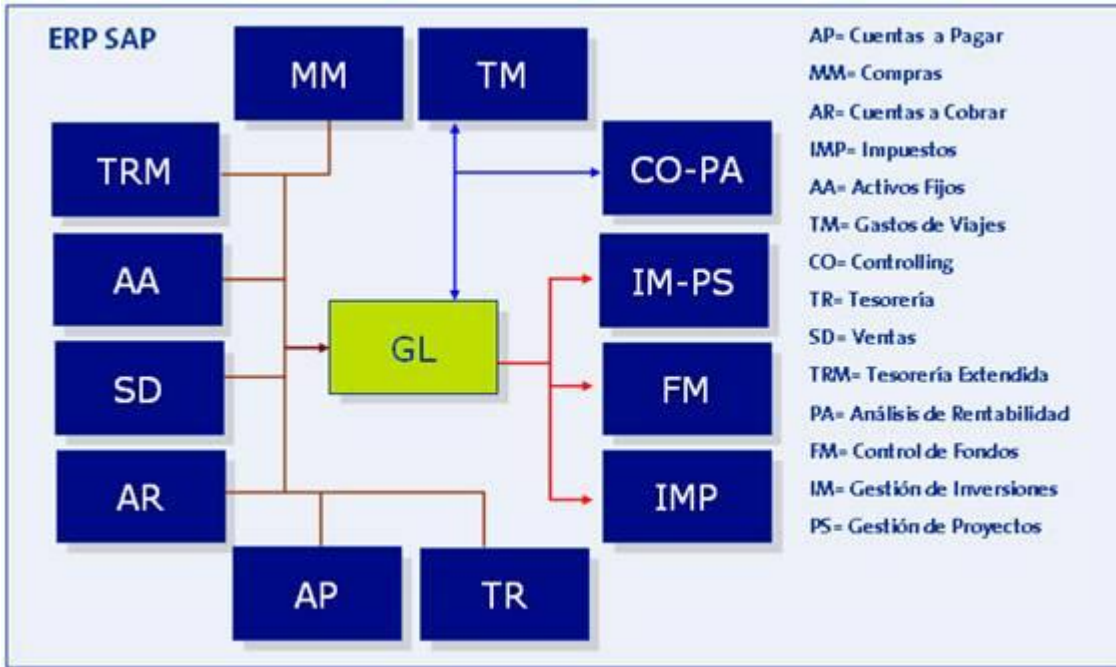 ERP SAP
MM
TM
TRM
CO-PA
AA
IM-PS
GL
SD
FM
AR
IMP
AP
TR
AP= Cuentas a Pagar
MM= Compras
AR= Cuentas a Cobrar
IMP= Impuestos
AA= Activos Fijos
TM= Gastos de Viajes
CO= Controlling
TR= Tesorería
SD= Ventas
TRM= Tesorería Extendida
PA= Análisis de Rentabilidad
FM= Control de Fondos
IM= Gestión de Inversiones
PS= Gestión de Proyectos